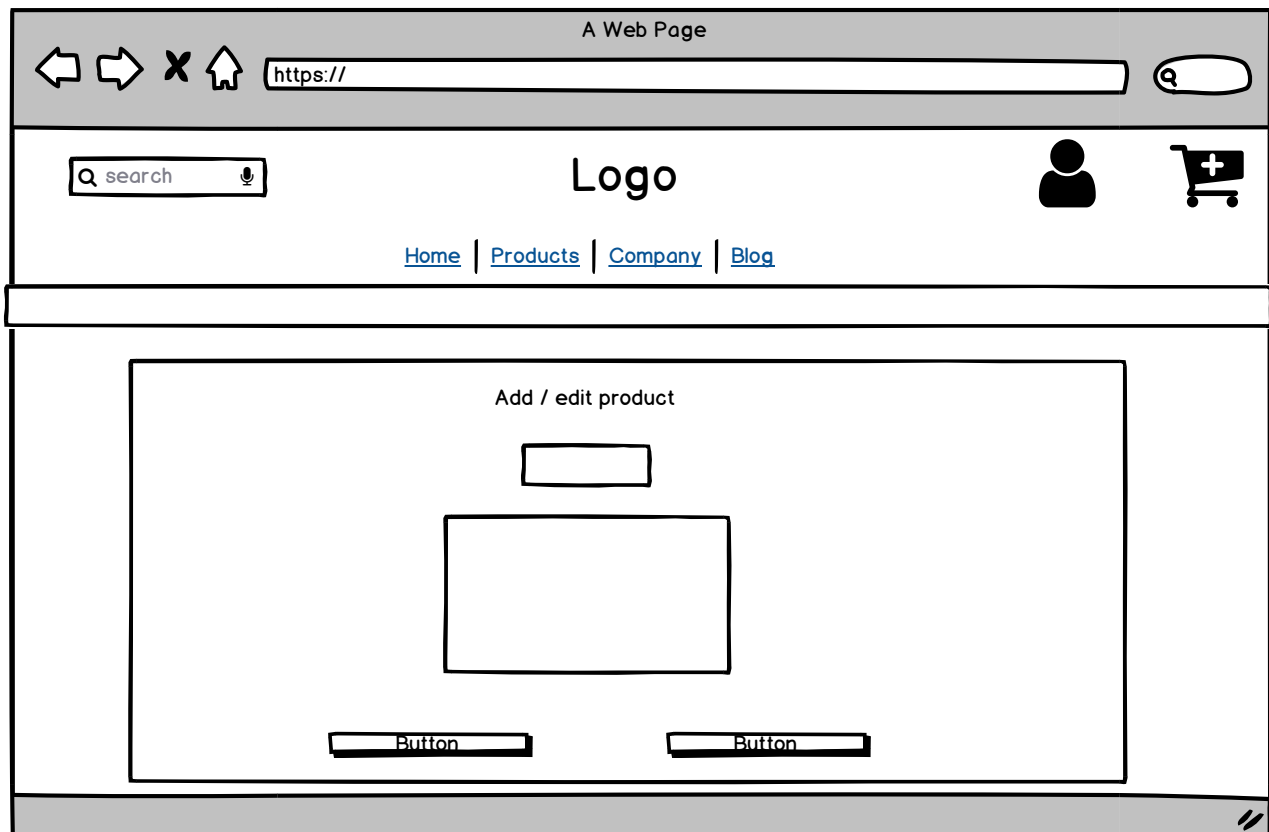 A Web Page
https://
search
Logo
Home Products Company Blog
Add / edit product
Button Button